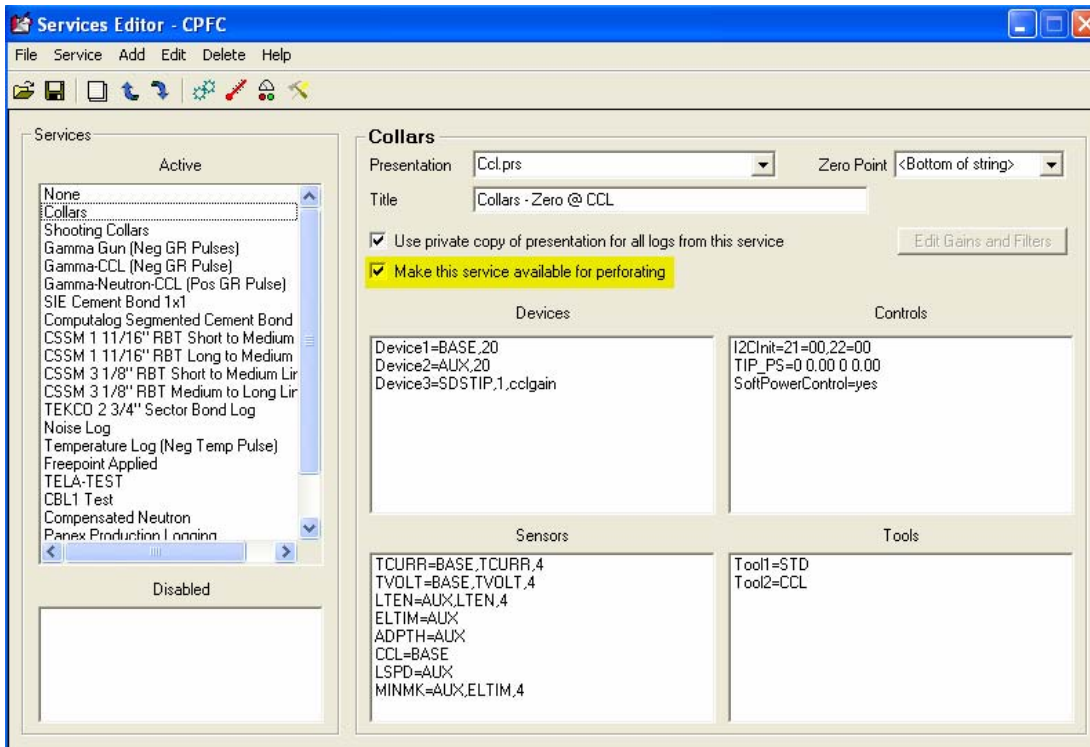 Services Editor - CPFC
File Service Add Edit Delete Help
Services
Active
None
Collars
Shooting Collars
Gamma Gun (Neg GR Pulses)
Gamma-CCL (Neg GR Pulse)
Gamma-Neutron-CCL (Pos GR Pulse)
SIE Cement Bond 1x1
Computalog Segmented Cement Bond
CSSM 1 11/16" RBT Short to Medium
CSSM 1 11/16" RBT Long to Medium
CSSM 3 1/8" RBT Short to Medium Lir
CSSM 3 1/8" RBT Medium to Long Lir
TEKCO 2 3/4" Sector Bond Log
Noise Log
Temperature Log (Neg Temp Pulse)
Freepoint Applied
TELA-TEST
CBL1 Test
Compensated Neutron
Panex Production Logging
Disabled
Collars
Presentation Ccl.prs Zero Point <Bottom of string>
Title Collars - Zero @ CCL
Use private copy of presentation for all logs from this service Edit Gains and Filters
Make this service available for perforating
Devices
Device1=BASE,20
Device2=AUX,20
Device3=SDSTIP,1,cclgain
Controls
I2CInit=21=00,22=00
TIP_PS=0 0.00 0 0.00
SoftPowerControl=yes
Sensors
TCURR=BASE,TCURR,4
TVOLT=BASE,TVOLT,4
LTEN=AUX,LTEN,4
ELTIM=AUX
ADPTH=AUX
CCL=BASE
LSPD=AUX
MINMK=AUX,ELTIM,4
Tools
Tool1=STD
Tool2=CCL